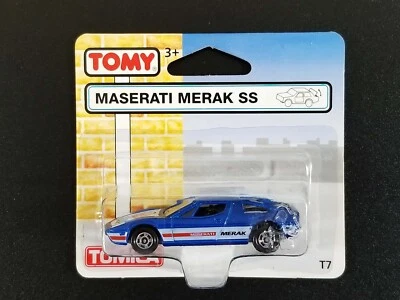 TOMY
3+
MASERATI MERAK SS
MASERATI MERAK
TOMICA
T7